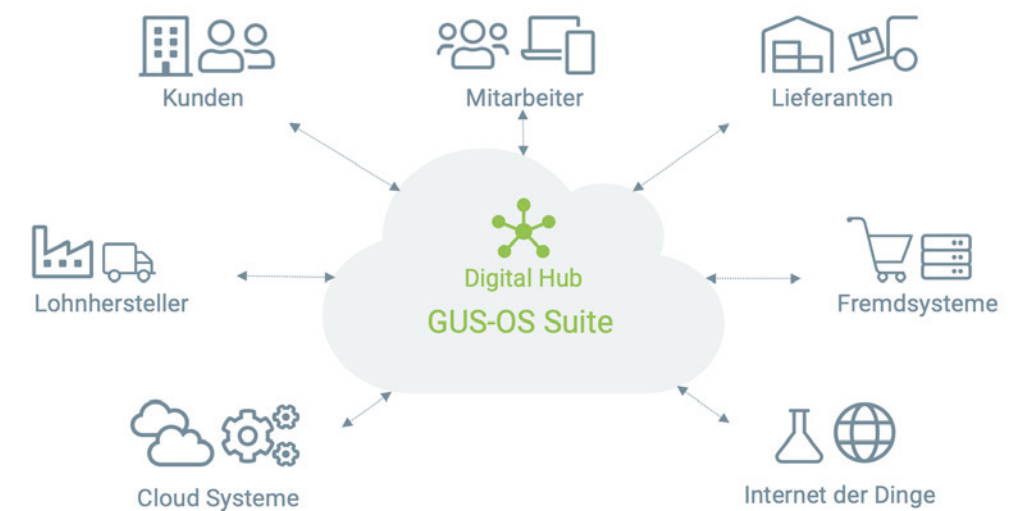 Kunden
Mitarbeiter
Lieferanten
Lohnhersteller
Digital Hub
GUS-OS Suite
Fremdsysteme
Cloud Systeme
Internet der Dinge